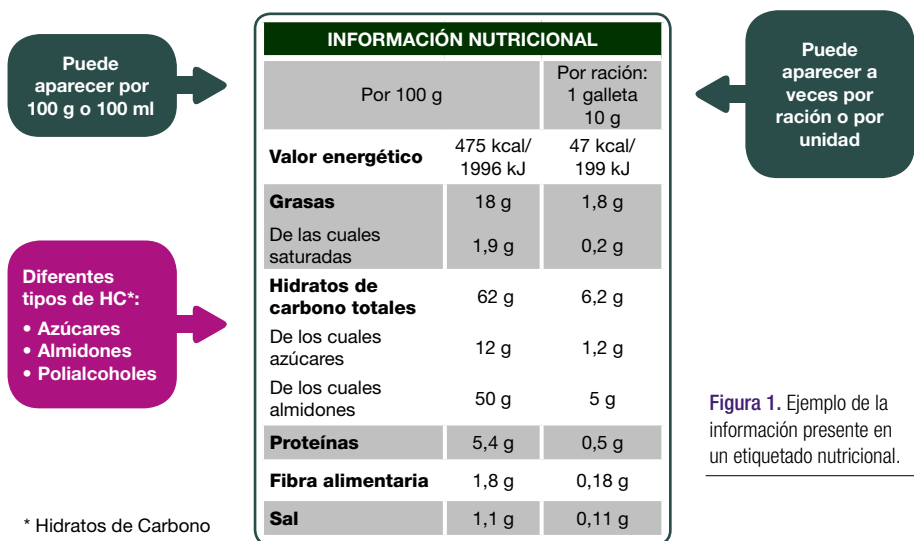 Puede
aparecer por
100 g o 100 ml
INFORMACIÓN NUTRICIONAL
Por 100 g
Por ración:
1 galleta
10 g
Valor energético
475 kcal/
1996 kJ
47 kcal/
199 kJ
Grasas
18 g
1,8 g
De las cuales
saturadas
1,9 g
0,2 g
Hidratos de
carbono totales
62 g
6,2 g
De los cuales
azúcares
12 g
1,2 g
De los cuales
almidones
50 g
5 g
Proteínas
5,4 g
0,5 g
Fibra alimentaria
1,8 g
0,18 g
Sal
1,1 g
0,11 g
Puede
aparecer a
veces por
ración o por
unidad
Diferentes
tipos de HC*:
• Azúcares
• Almidones
• Polialcoholes
Figura 1. Ejemplo de la
información presente en
un etiquetado nutricional.
* Hidratos de Carbono